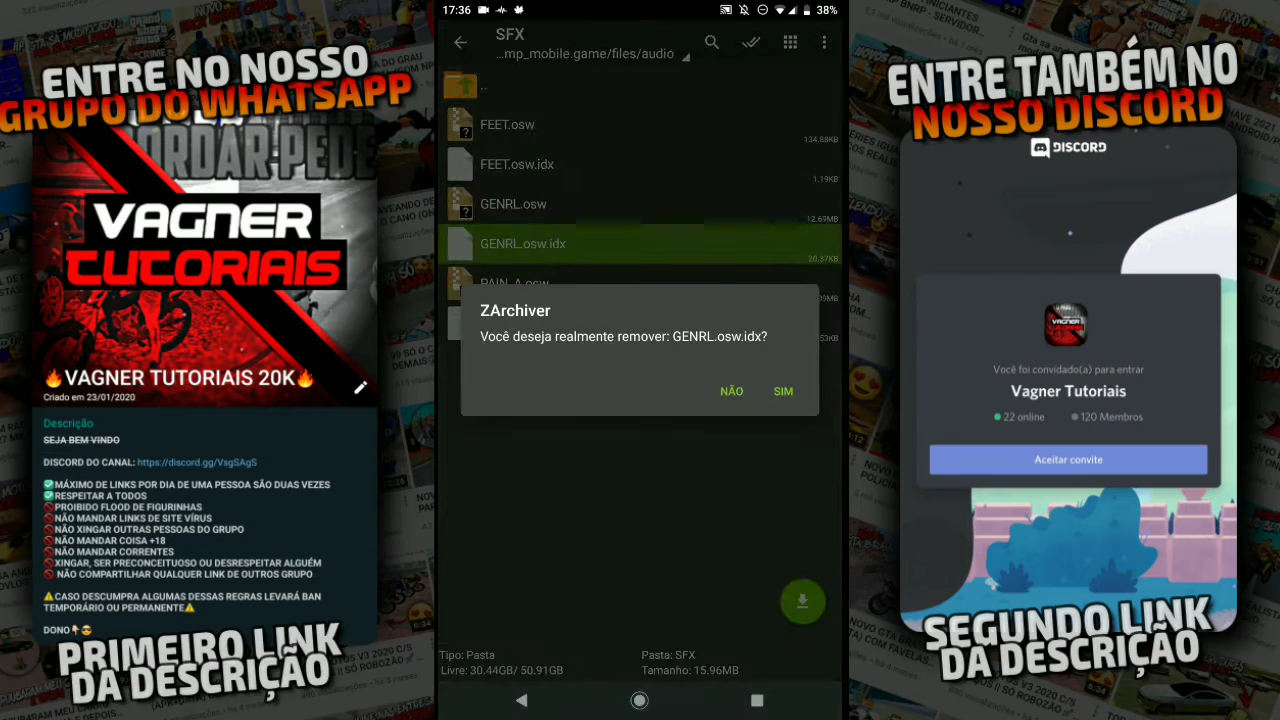 ENTRE NO NOSSO
GRUPO DO WHATSAPP
VAGNER
TUTORIAIS
🔥VAGNER TUTORIAIS 20K🔥
Criado em 23/01/2020
Descrição
SEJA BEM VINDO
DISCORD DO CANAL: https://discord.gg/VsgSAgS
✅MÁXIMO DE LINKS POR DIA DE UMA PESSOA SÃO DUAS VEZES
✅RESPEITAR A TODOS
🚫PROIBIDO FLOOD DE FIGURINHAS
🚫NÃO MANDAR LINKS DE SITE VÍRUS
🚫NÃO XINGAR OUTRAS PESSOAS DO GRUPO
🚫NÃO MANDAR COISA +18
🚫NÃO MANDAR CORRENTES
🚫XINGAR, SER PRECONCEITUOSO OU DESRESPEITAR ALGUÉM
🚫 NÃO COMPARTILHAR QUALQUER LINK DE OUTROS GRUPO
⚠️CASO DESCUMPRA ALGUMAS DESSAS REGRAS LEVARÁ BAN
TEMPORÁRIO OU PERMANENTE⚠️
DONO👇🏻😎
PRIMEIRO LINK
DA DESCRIÇÃO
17:36
38%
SFX
...mp_mobile.game/files/audio
..
FEET.osw
134.88KB
FEET.osw.idx
1.19KB
GENRL.osw
12.69MB
GENRL.osw.idx
20.37KB
PAIN_A.osw
09MB
53KB
ZArchiver
Você deseja realmente remover: GENRL.osw.idx?
NÃO
SIM
Tipo: Pasta
Pasta: SFX
Livre: 30.44GB/ 50.91GB
Tamanho: 15.96MB
ENTRE TAMBÉM NO
NOSSO DISCORD
DISCORD
Você foi convidado(a) para entrar
Vagner Tutoriais
22 online
120 Membros
Aceitar convite
SEGUNDO LINK
DA DESCRIÇÃO